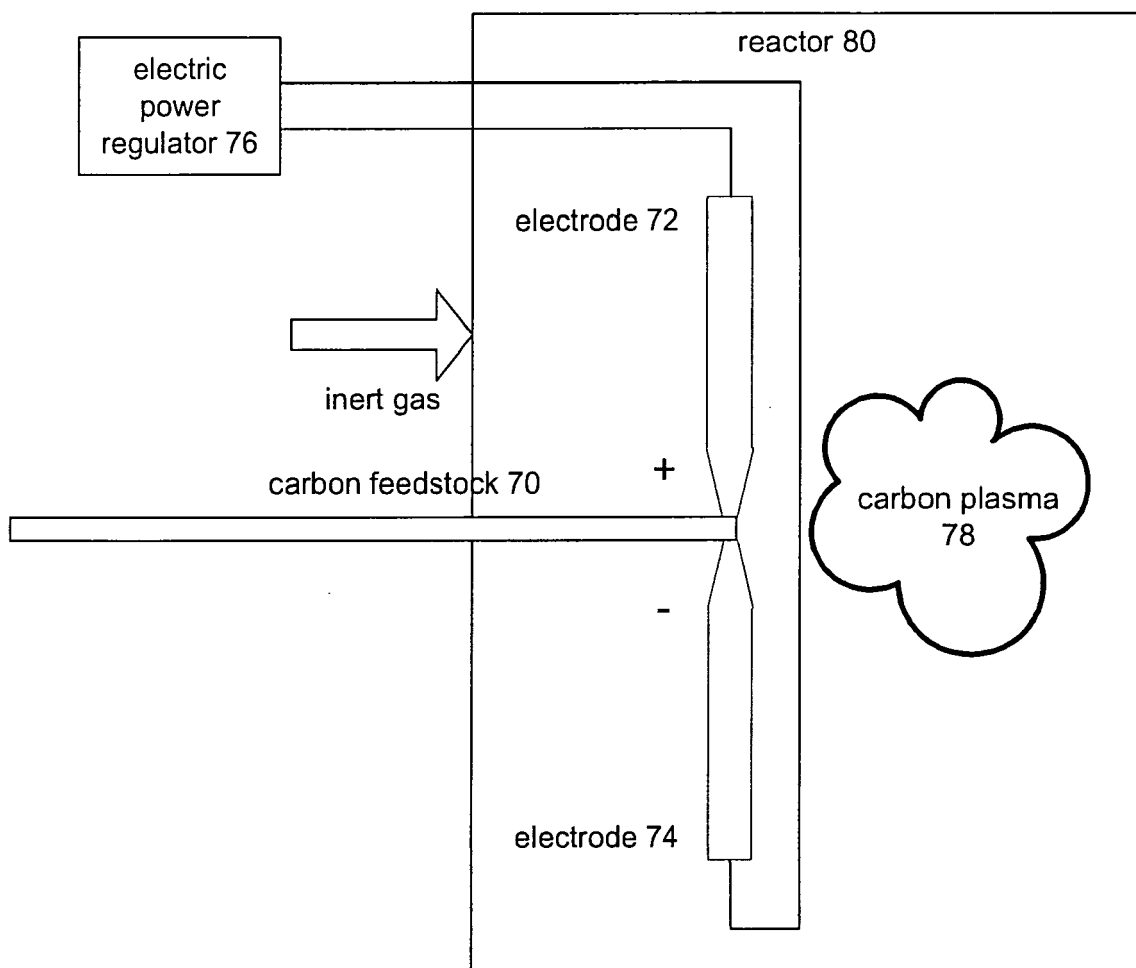 reactor 80
electric
power
regulator 76
electrode 72
inert gas
+
carbon feedstock 70
carbon plasma
78
-
electrode 74